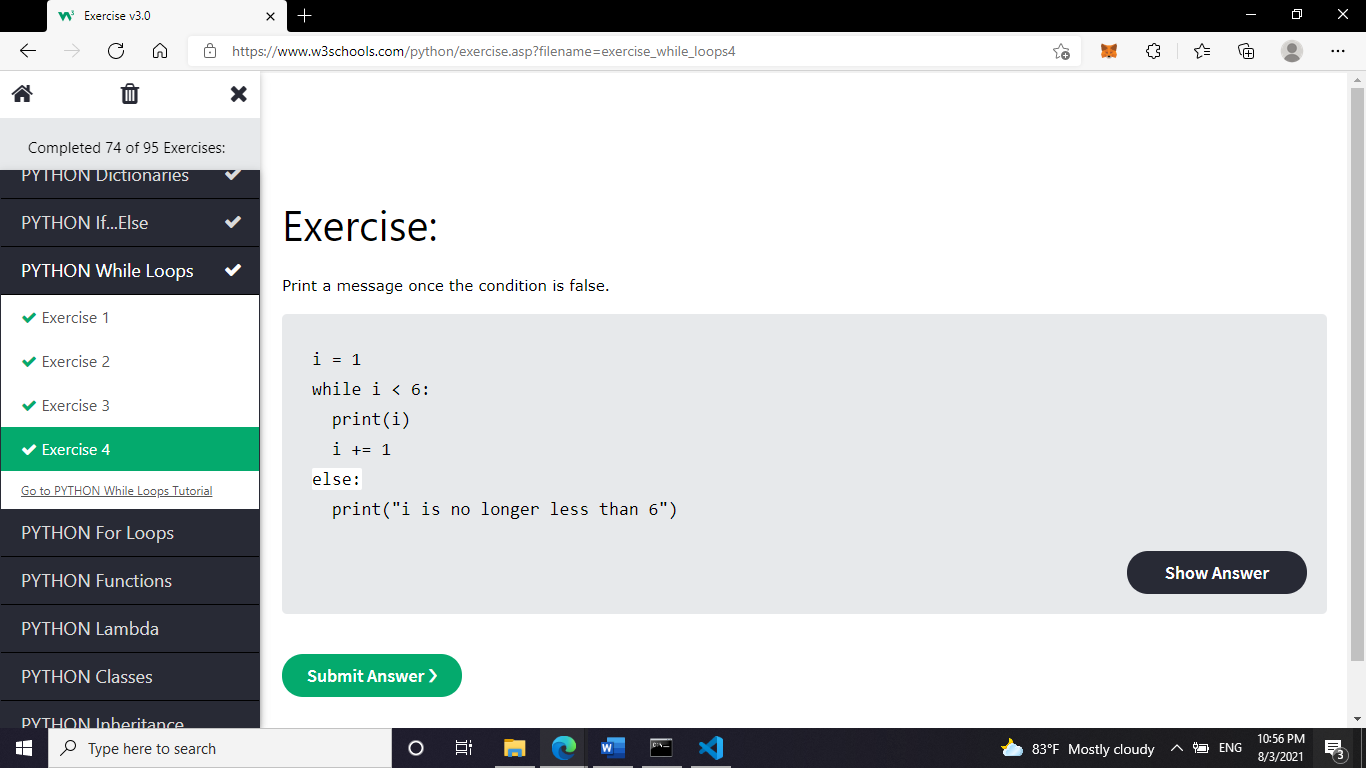 Exercise v3.0
https://www.w3schools.com/python/exercise.asp?filename=exercise_while_loops4
Completed 74 of 95 Exercises:
PYTHON Dictionaries
PYTHON If...Else
PYTHON While Loops
Exercise 1
Exercise 2
Exercise 3
Exercise 4
Go to PYTHON While Loops Tutorial
PYTHON For Loops
PYTHON Functions
PYTHON Lambda
PYTHON Classes
PYTHON Inheritance
Exercise:
Print a message once the condition is false.
i = 1
while i < 6:
  print(i)
  i += 1
else:
  print("i is no longer less than 6")
Show Answer
Submit Answer ❯
Type here to search
83°F Mostly cloudy
ENG
10:56 PM
8/3/2021
3